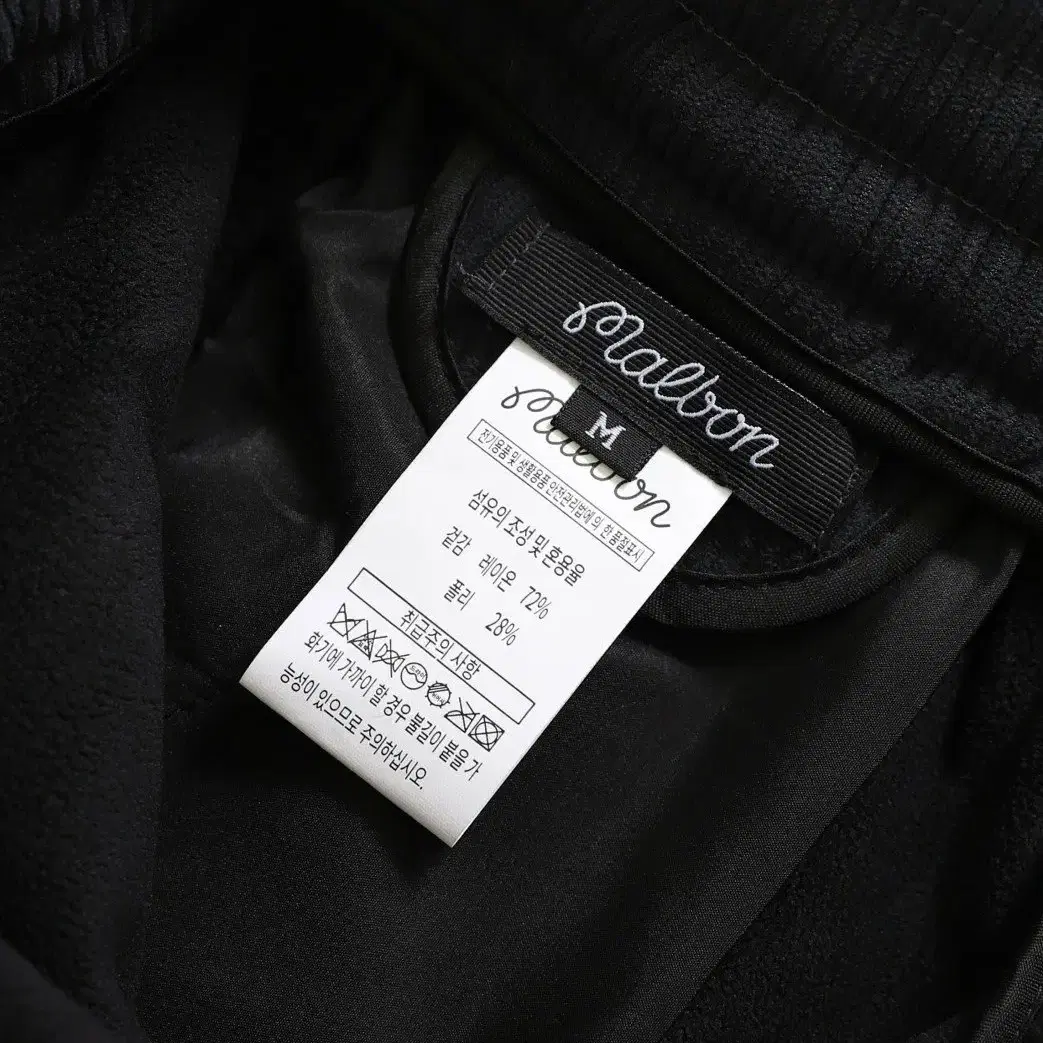 malbon
M
malbon
전기용품 및 생활용품 안전관리법에 의한 품질표시
섬유의 조성 및 혼용율
겉감 레이온 72%
폴리 28%
취급주의 사항
화기에 가까이 할 경우 불길이 붙을 가
능성이 있으므로 주의하십시오.